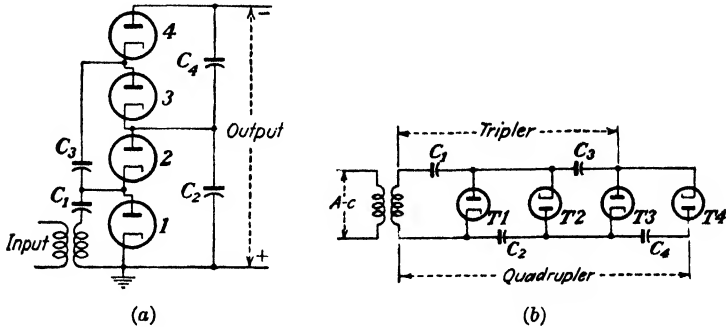 4
−
C4
3
Output
C3
2
C1
C2
1
Input
+
(a)
Tripler
C1
C3
A-c
T1
T2
T3
T4
C2
C4
Quadrupler
(b)